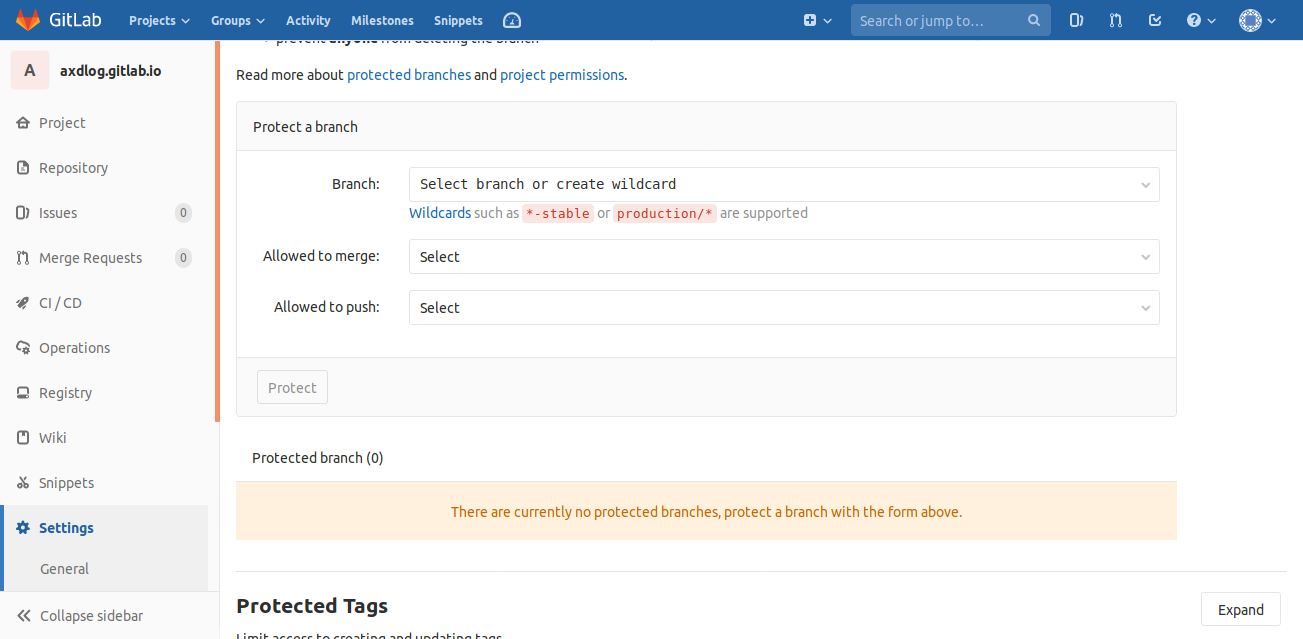 GitLab Projects Groups Activity Milestones Snippets Search or jump to...
A axdlog.gitlab.io
Project
Repository
Issues 0
Merge Requests 0
CI / CD
Operations
Registry
Wiki
Snippets
Settings
General
Collapse sidebar
prevent anyone from deleting the branch
Read more about protected branches and project permissions.
Protect a branch
Branch: Select branch or create wildcard
Wildcards such as *-stable or production/* are supported
Allowed to merge: Select
Allowed to push: Select
Protect
Protected branch (0)
There are currently no protected branches, protect a branch with the form above.
Protected Tags Expand
Limit access to creating and updating tags